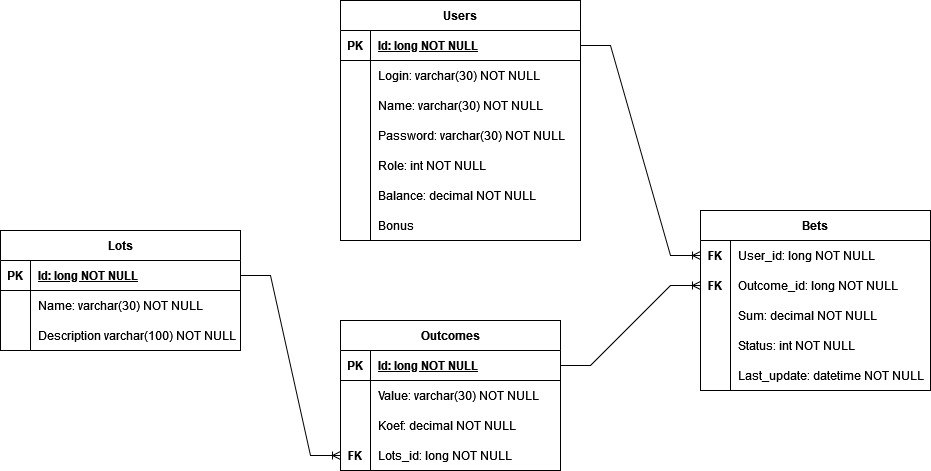 Users
PK Id: long NOT NULL
Login: varchar(30) NOT NULL
Name: varchar(30) NOT NULL
Password: varchar(30) NOT NULL
Role: int NOT NULL
Balance: decimal NOT NULL
Bonus
Lots
PK Id: long NOT NULL
Name: varchar(30) NOT NULL
Description varchar(100) NOT NULL
Outcomes
PK Id: long NOT NULL
Value: varchar(30) NOT NULL
Koef: decimal NOT NULL
FK Lots_id: long NOT NULL
Bets
FK User_id: long NOT NULL
FK Outcome_id: long NOT NULL
Sum: decimal NOT NULL
Status: int NOT NULL
Last_update: datetime NOT NULL